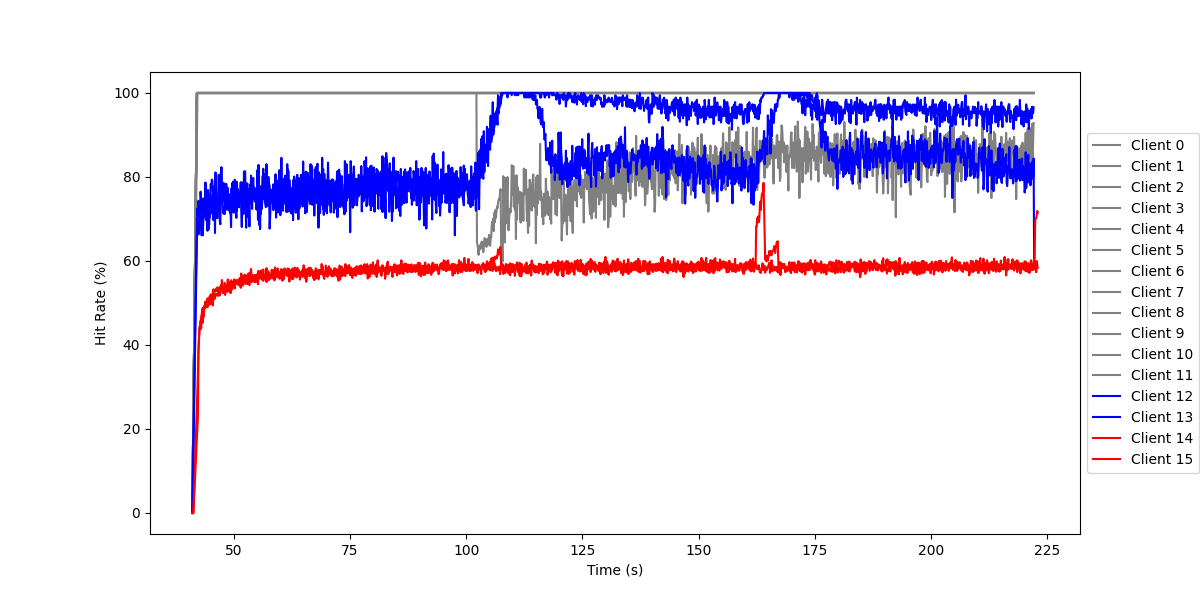 100
80
60
40
20
0
Hit Rate (%)
50
75
100
125
150
175
200
225
Time (s)
Client 0
Client 1
Client 2
Client 3
Client 4
Client 5
Client 6
Client 7
Client 8
Client 9
Client 10
Client 11
Client 12
Client 13
Client 14
Client 15